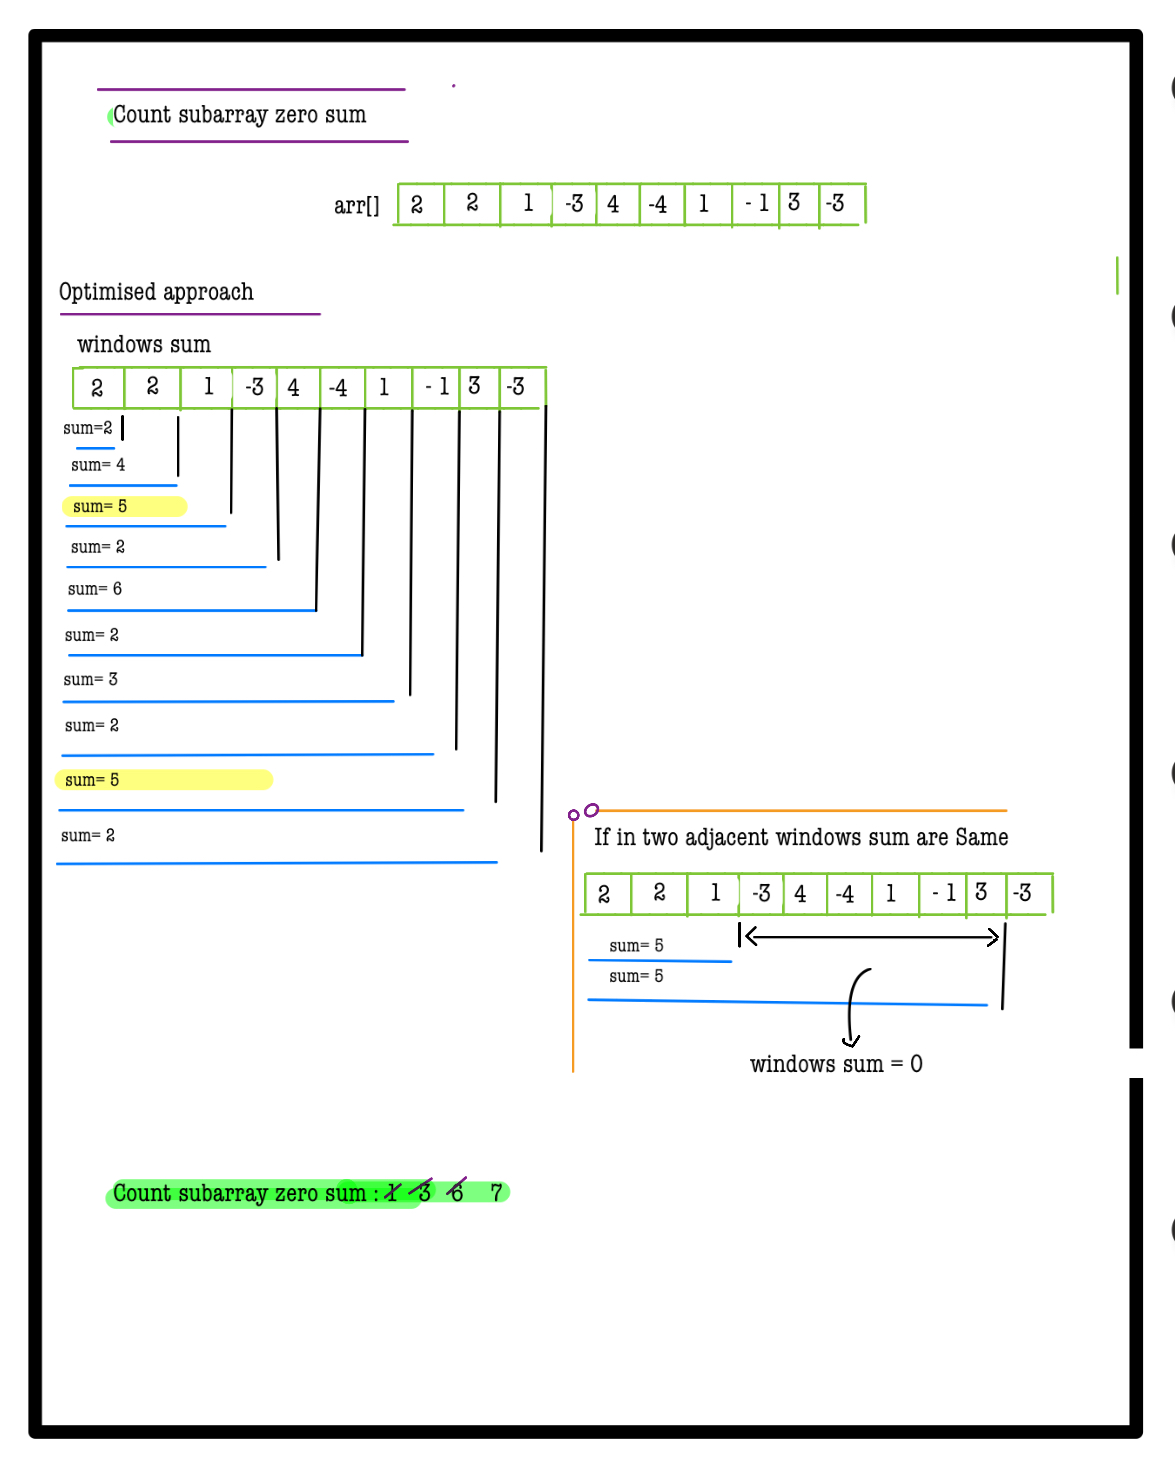 Count subarray zero sum
arr[] 2 2 1 -3 4 -4 1 - 1 3 -3
Optimised approach
windows sum
2 2 1 -3 4 -4 1 - 1 3 -3
sum=2
sum= 4
sum= 5
sum= 2
sum= 6
sum= 2
sum= 3
sum= 2
sum= 5
sum= 2
If in two adjacent windows sum are Same
2 2 1 -3 4 -4 1 - 1 3 -3
sum= 5
sum= 5
windows sum = 0
Count subarray zero sum : 1 3 6 7